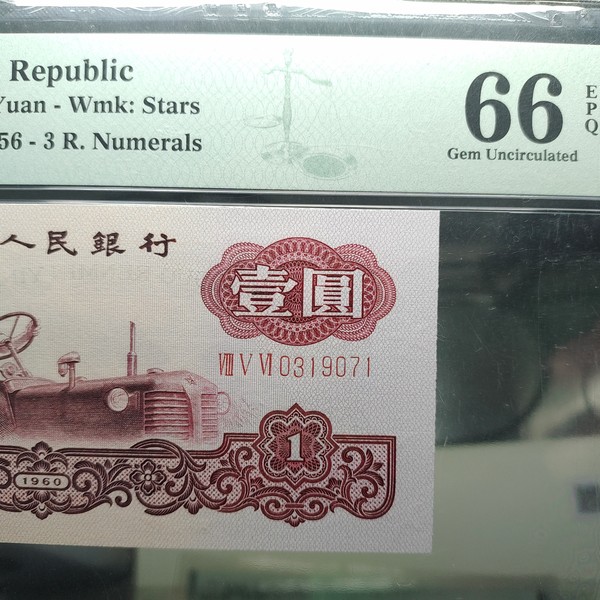 Republic
Yuan - Wmk: Stars
56 - 3 R. Numerals
66
EPQ
Gem Uncirculated
人民銀行
壹圓
Ⅷ Ⅴ Ⅵ 0319071
1
1960